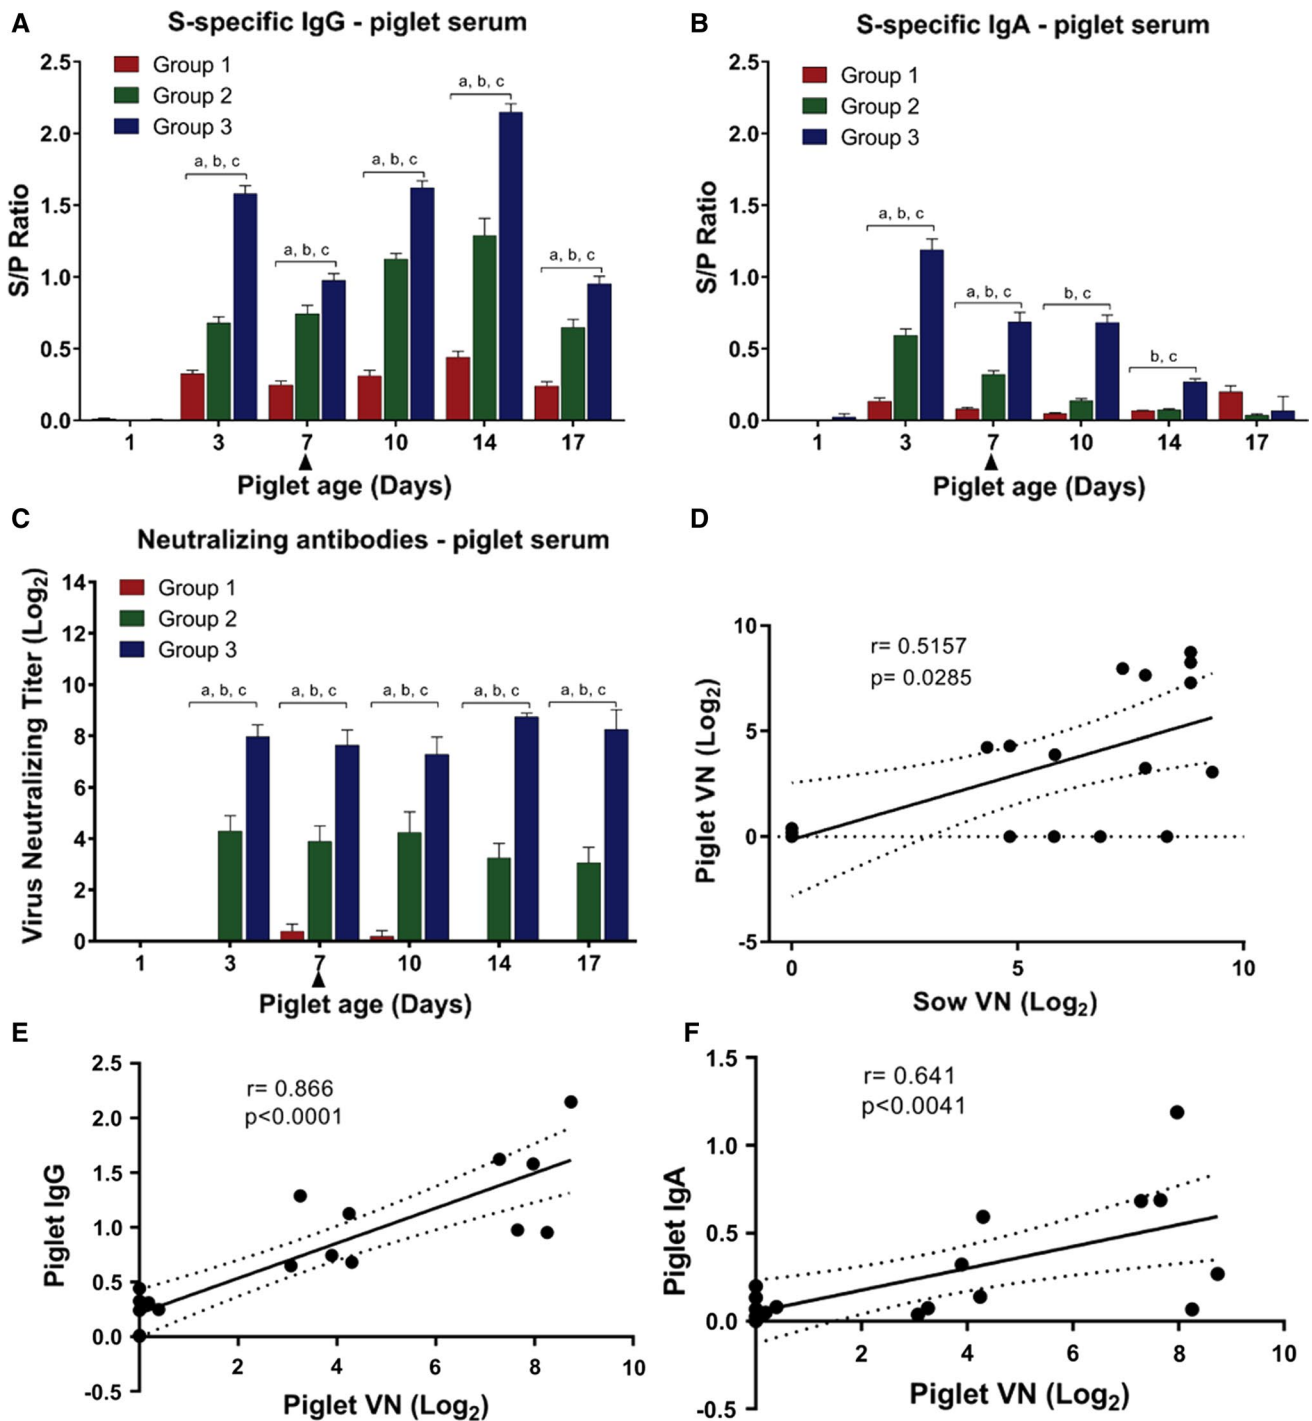 A
S-specific IgG - piglet serum
S/P Ratio
2.5
2.0
1.5
1.0
0.5
0.0
Group 1
Group 2
Group 3
a, b, c
a, b, c
a, b, c
a, b, c
a, b, c
1 3 7 10 14 17
Piglet age (Days)
B
S-specific IgA - piglet serum
S/P Ratio
2.5
2.0
1.5
1.0
0.5
0.0
Group 1
Group 2
Group 3
a, b, c
a, b, c
b, c
b, c
1 3 7 10 14 17
Piglet age (Days)
C
Neutralizing antibodies - piglet serum
Virus Neutralizing Titer (Log2)
14
12
10
8
6
4
2
0
Group 1
Group 2
Group 3
a, b, c
a, b, c
a, b, c
a, b, c
a, b, c
1 3 7 10 14 17
Piglet age (Days)
D
Piglet VN (Log2)
10
5
0
-5
r= 0.5157
p= 0.0285
0 5 10
Sow VN (Log2)
E
Piglet IgG
2.5
2.0
1.5
1.0
0.5
0.0
-0.5
r= 0.866
p<0.0001
2 4 6 8 10
Piglet VN (Log2)
F
Piglet IgA
1.5
1.0
0.5
0.0
-0.5
r= 0.641
p<0.0041
2 4 6 8 10
Piglet VN (Log2)